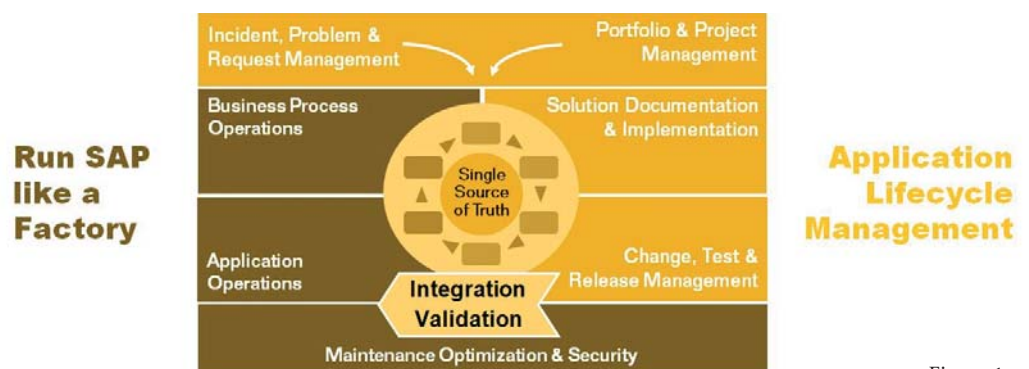 Incident, Problem &
Request Management
Portfolio & Project
Management
Business Process
Operations
Solution Documentation
& Implementation
Run SAP
like a
Factory
Single
Source
of Truth
Application
Lifecycle
Management
Application
Operations
Change, Test &
Release Management
Integration
Validation
Maintenance Optimization & Security